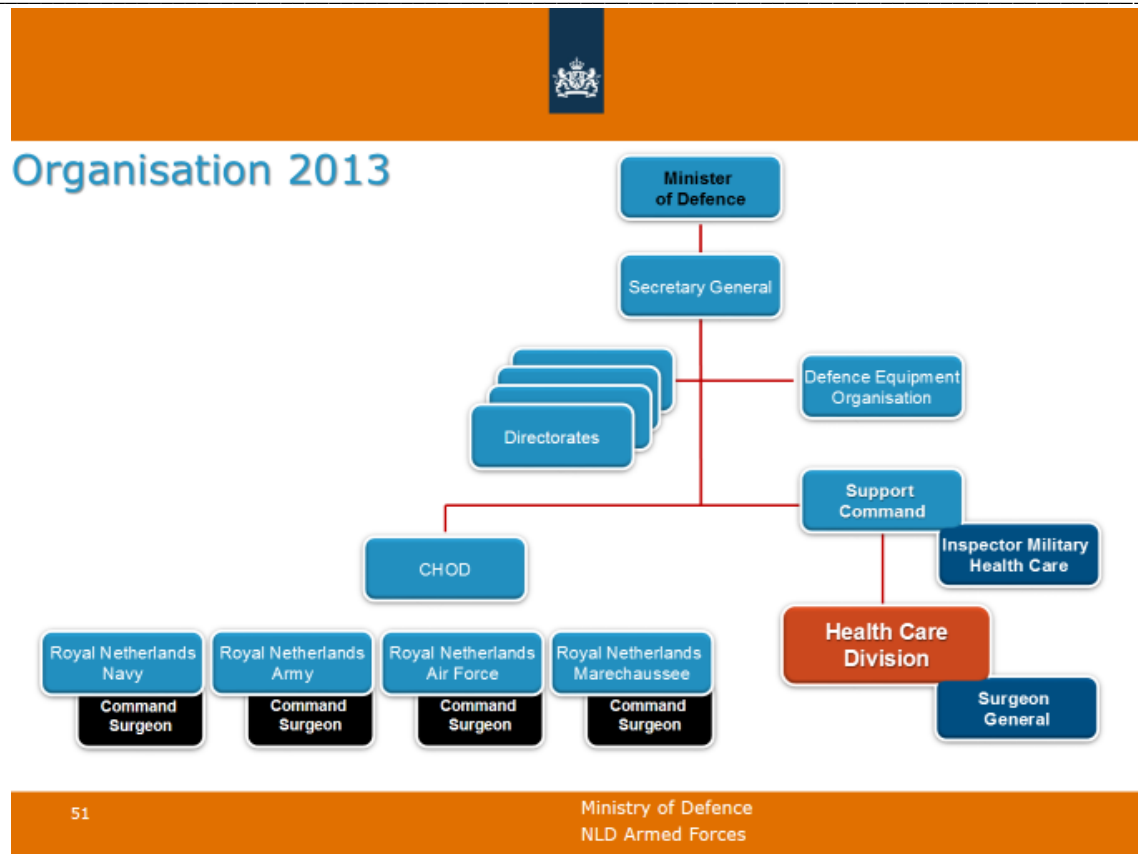 Organisation 2013
Minister
of Defence
Secretary General
Directorates
Defence Equipment
Organisation
Support
Command
Inspector Military
Health Care
CHOD
Health Care
Division
Surgeon
General
Royal Netherlands
Navy
Command
Surgeon
Royal Netherlands
Army
Command
Surgeon
Royal Netherlands
Air Force
Command
Surgeon
Royal Netherlands
Marechaussee
Command
Surgeon
51
Ministry of Defence
NLD Armed Forces